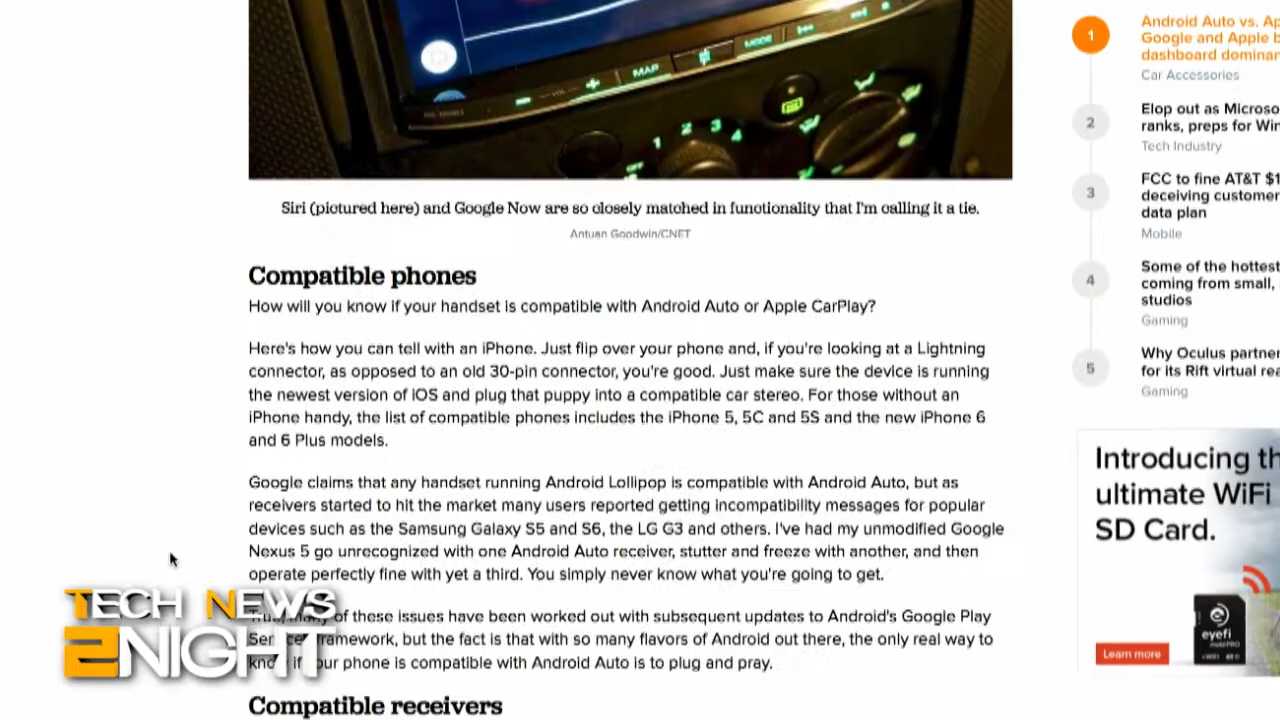 MAP
MODE
1 2 3 4
OFF
Siri (pictured here) and Google Now are so closely matched in functionality that I'm calling it a tie.
Antuan Goodwin/CNET
Compatible phones
How will you know if your handset is compatible with Android Auto or Apple CarPlay?
Here's how you can tell with an iPhone. Just flip over your phone and, if you're looking at a Lightning
connector, as opposed to an old 30-pin connector, you're good. Just make sure the device is running
the newest version of iOS and plug that puppy into a compatible car stereo. For those without an
iPhone handy, the list of compatible phones includes the iPhone 5, 5C and 5S and the new iPhone 6
and 6 Plus models.
Google claims that any handset running Android Lollipop is compatible with Android Auto, but as
receivers started to hit the market many users reported getting incompatibility messages for popular
devices such as the Samsung Galaxy S5 and S6, the LG G3 and others. I've had my unmodified Google
Nexus 5 go unrecognized with one Android Auto receiver, stutter and freeze with another, and then
operate perfectly fine with yet a third. You simply never know what you're going to get.
of these issues have been worked out with subsequent updates to Android's Google Play
framework, but the fact is that with so many flavors of Android out there, the only real way to
if your phone is compatible with Android Auto is to plug and pray.
Compatible receivers
1
Android Auto vs. Ap
Google and Apple b
dashboard dominan
Car Accessories
2
Elop out as Microso
ranks, preps for Win
Tech Industry
3
FCC to fine AT&T $1
deceiving customer
data plan
Mobile
4
Some of the hottest
coming from small,
studios
Gaming
5
Why Oculus partner
for its Rift virtual rea
Gaming
Introducing th
ultimate WiFi
SD Card.
eyefi
mobiPRO
Learn more
TECH NEWS
2NIGHT